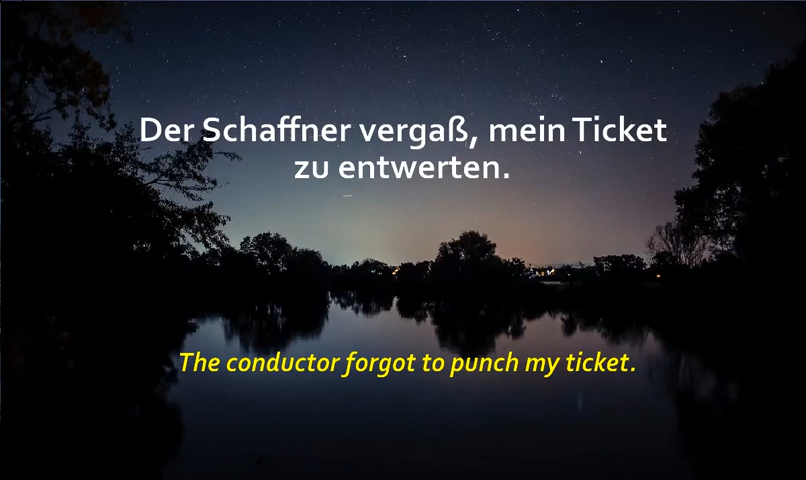 Der Schaffner vergaß, mein Ticket
zu entwerten.
The conductor forgot to punch my ticket.